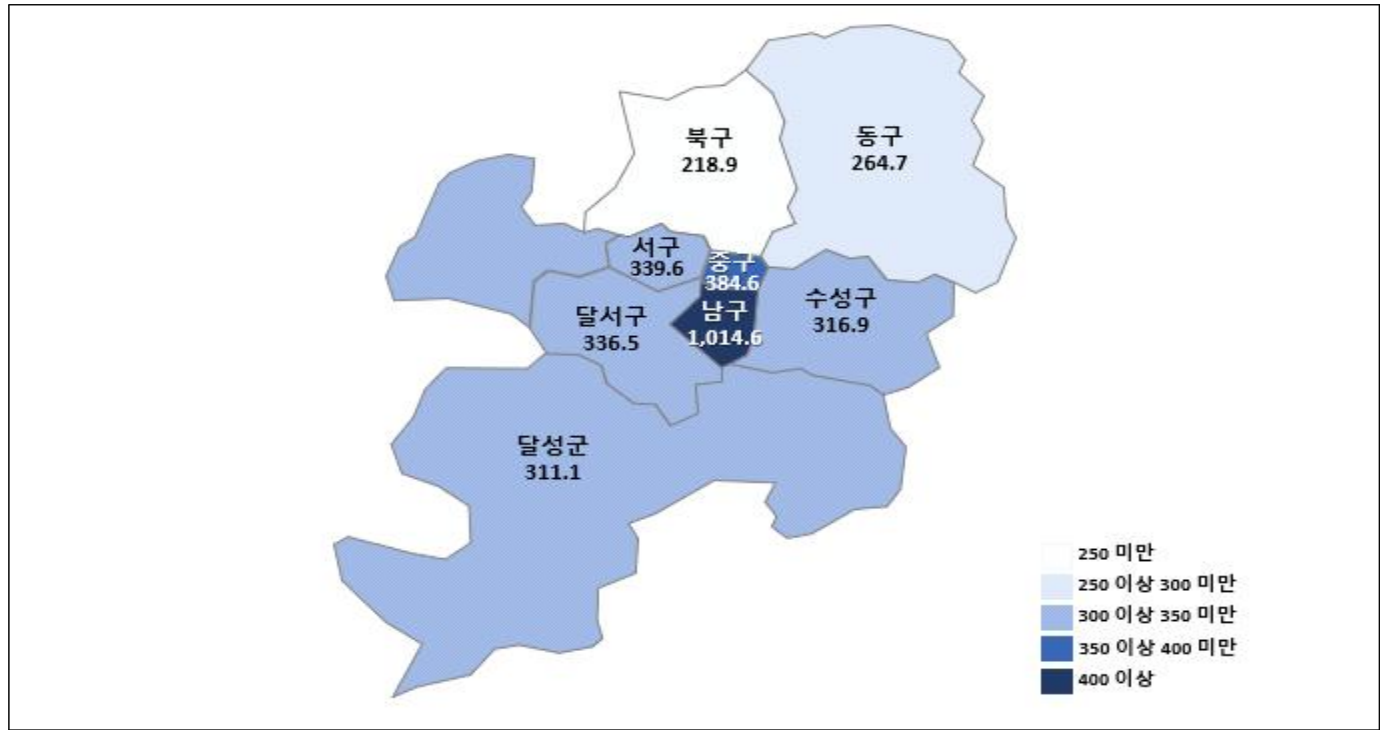 북구
218.9
동구
264.7
서구
339.6
중구
384.6
남구
1,014.6
수성구
316.9
달서구
336.5
달성군
311.1
250 미만
250 이상 300 미만
300 이상 350 미만
350 이상 400 미만
400 이상